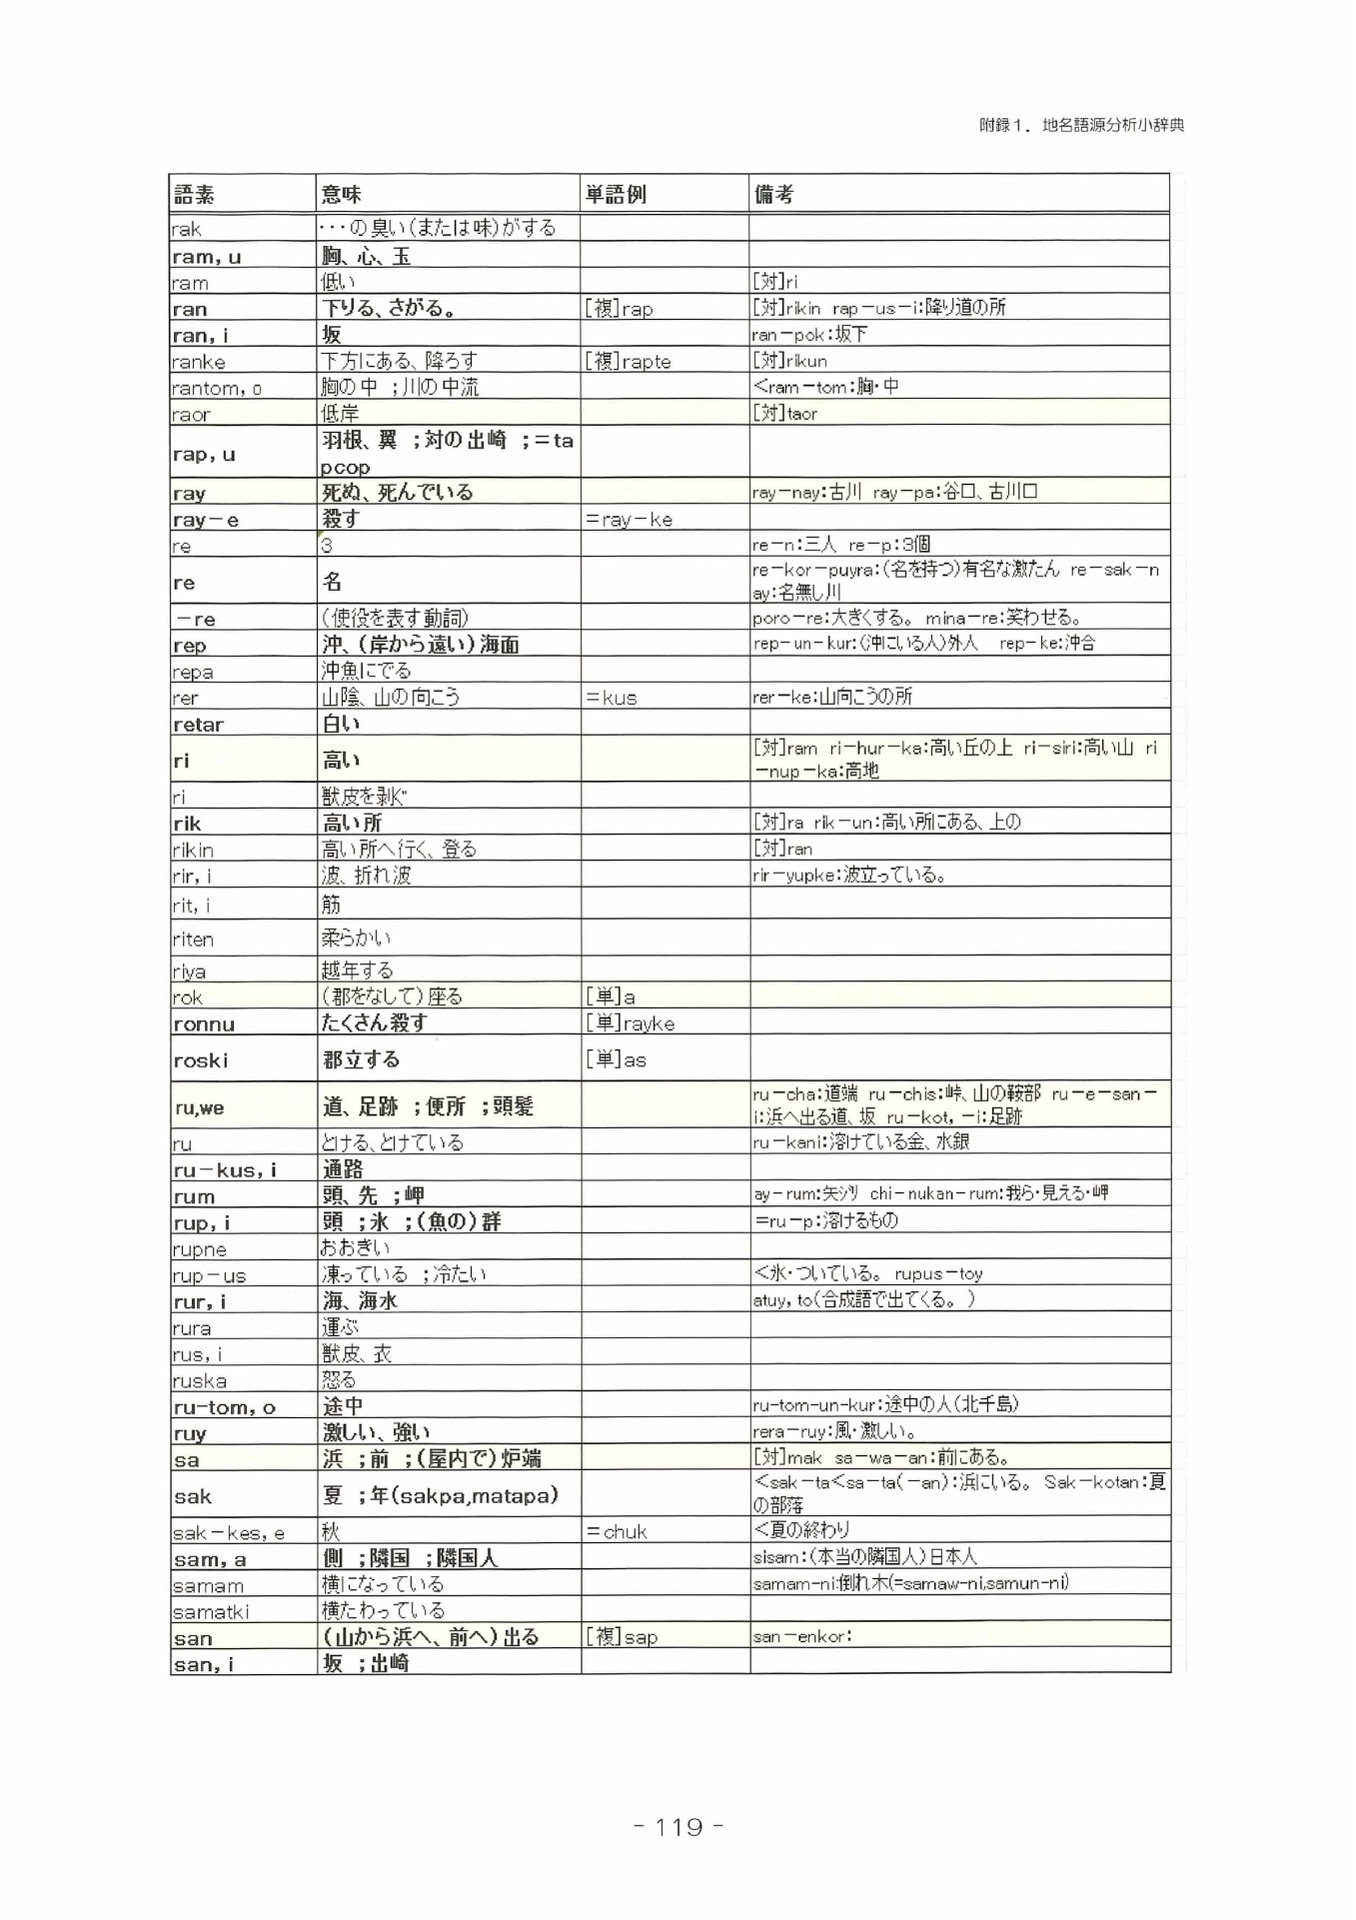 附録1. 地名語源分析小辞典
語素 意味 単語例 備考
rak ･･･の臭い(または味)がする
ram, u 胸、心、玉
ram 低い [対]ri
ran 下りる、さがる。 [複]rap [対]rikin rap－us－i:降り道の所
ran, i 坂 ran－pok:坂下
ranke 下方にある、降ろす [複]rapte [対]rikun
rantom, o 胸の中 ;川の中流 <ram－tom:胸・中
raor 低岸 [対]taor
rap, u 羽根、翼 ;対の出崎 ;＝ta
pcop
ray 死ぬ、死んでいる ray－nay:古川 ray－pa:谷口、古川口
ray－e 殺す ＝ray－ke
re 3 re－n:三人 re－p:3個
re 名 re－kor－puyra:(名を持つ)有名な激たん re－sak－n
ay:名無し川
－re (使役を表す動詞) poro－re:大きくする。 mina－re:笑わせる。
rep 沖、(岸から遠い)海面 rep－un－kur:(沖にいる人)外人 rep－ke:沖合
repa 沖魚にでる
rer 山陰、山の向こう ＝kus rer－ke:山向こうの所
retar 白い
ri 高い [対]ram ri－hur－ka:高い丘の上 ri－siri:高い山 ri
－nup－ka:高地
ri 獣皮を剥ぐ
rik 高い所 [対]ra rik－un:高い所にある、上の
rikin 高い所へ行く、登る [対]ran
rir, i 波、折れ波 rir－yupke:波立っている。
rit, i 筋
riten 柔らかい
riya 越年する
rok (郡をなして)座る [単]a
ronnu たくさん殺す [単]rayke
roski 郡立する [単]as
ru,we 道、足跡 ;便所 ;頭髪 ru－cha:道端 ru－chis:峠、山の鞍部 ru－e－san－
i:浜へ出る道、坂 ru－kot, －i:足跡
ru とける、とけている ru－kani:溶けている金、水銀
ru－kus, i 通路
rum 頭、先 ;岬 ay－rum:矢ジリ chi－nukan－rum:我ら・見える・岬
rup, i 頭 ;氷 ;(魚の)群 ＝ru－p:溶けるもの
rupne おおきい
rup－us 凍っている ;冷たい <氷・ついている。 rupus－toy
rur, i 海、海水 atuy, to(合成語で出てくる。)
rura 運ぶ
rus, i 獣皮、衣
ruska 怒る
ru-tom, o 途中 ru-tom-un-kur:途中の人(北千島)
ruy 激しい、強い rera－ruy:風・激しい。
sa 浜 ;前 ;(屋内で)炉端 [対]mak sa－wa－an:前にある。
sak 夏 ;年(sakpa,matapa) <sak－ta<sa－ta(－an):浜にいる。 Sak－kotan:夏
の部落
sak－kes, e 秋 ＝chuk <夏の終わり
sam, a 側 ;隣国 ;隣国人 sisam:(本当の隣国人)日本人
samam 横になっている samam-ni:倒れ木(=samaw-ni,samun-ni)
samatki 横たわっている
san (山から浜へ、前へ)出る [複]sap san－enkor:
san, i 坂 ;出崎
- 119 -